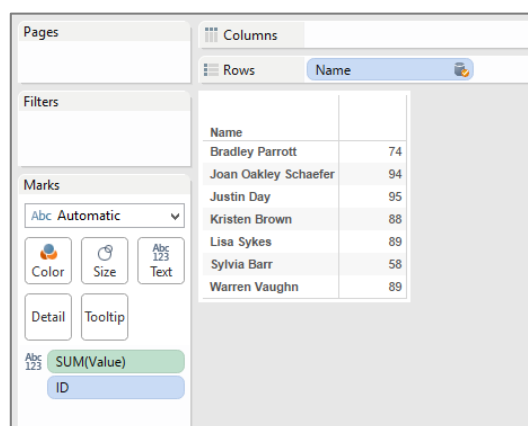 Pages
Columns
Rows
Name
Filters
Name
Bradley Parrott 74
Joan Oakley Schaefer 94
Justin Day 95
Kristen Brown 88
Lisa Sykes 89
Sylvia Barr 58
Warren Vaughn 89
Marks
Abc Automatic
Color
Size
Abc
123
Text
Detail
Tooltip
Abc
123
SUM(Value)
ID